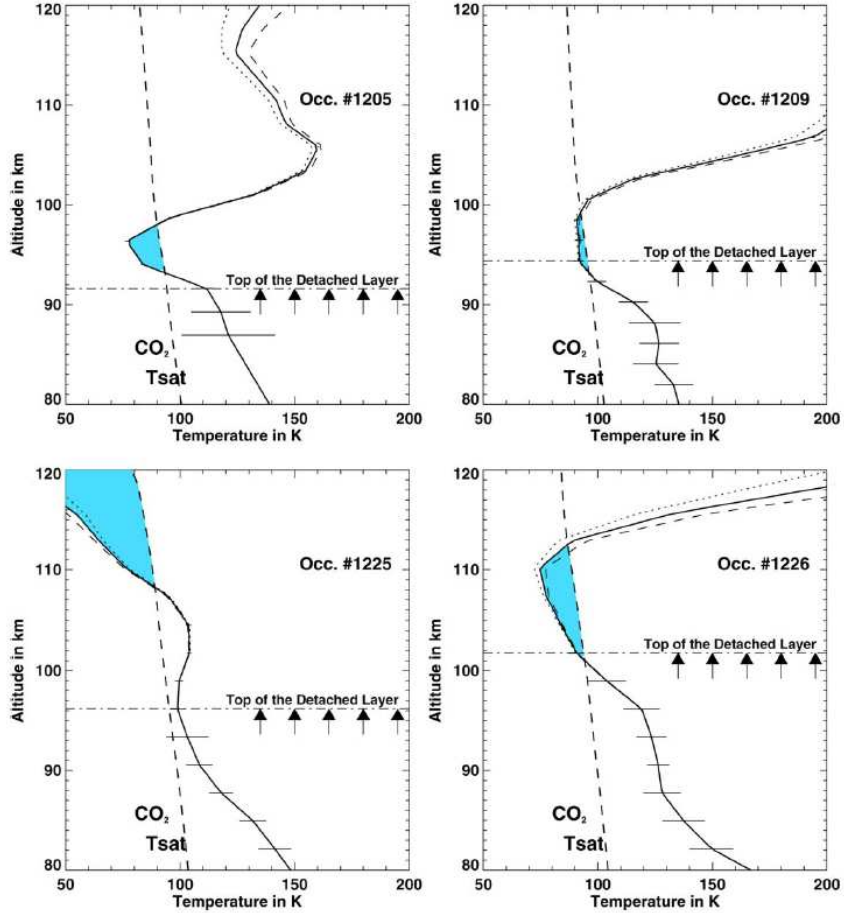 120
110
100
90
80
Altitude in km
Occ. #1205
Top of the Detached Layer
CO₂
Tsat
50 100 150 200
Temperature in K
120
110
100
90
80
Altitude in km
Occ. #1209
Top of the Detached Layer
CO₂
Tsat
50 100 150 200
Temperature in K
120
110
100
90
80
Altitude in km
Occ. #1225
Top of the Detached Layer
CO₂
Tsat
50 100 150 200
Temperature in K
120
110
100
90
80
Altitude in km
Occ. #1226
Top of the Detached Layer
CO₂
Tsat
50 100 150 200
Temperature in K